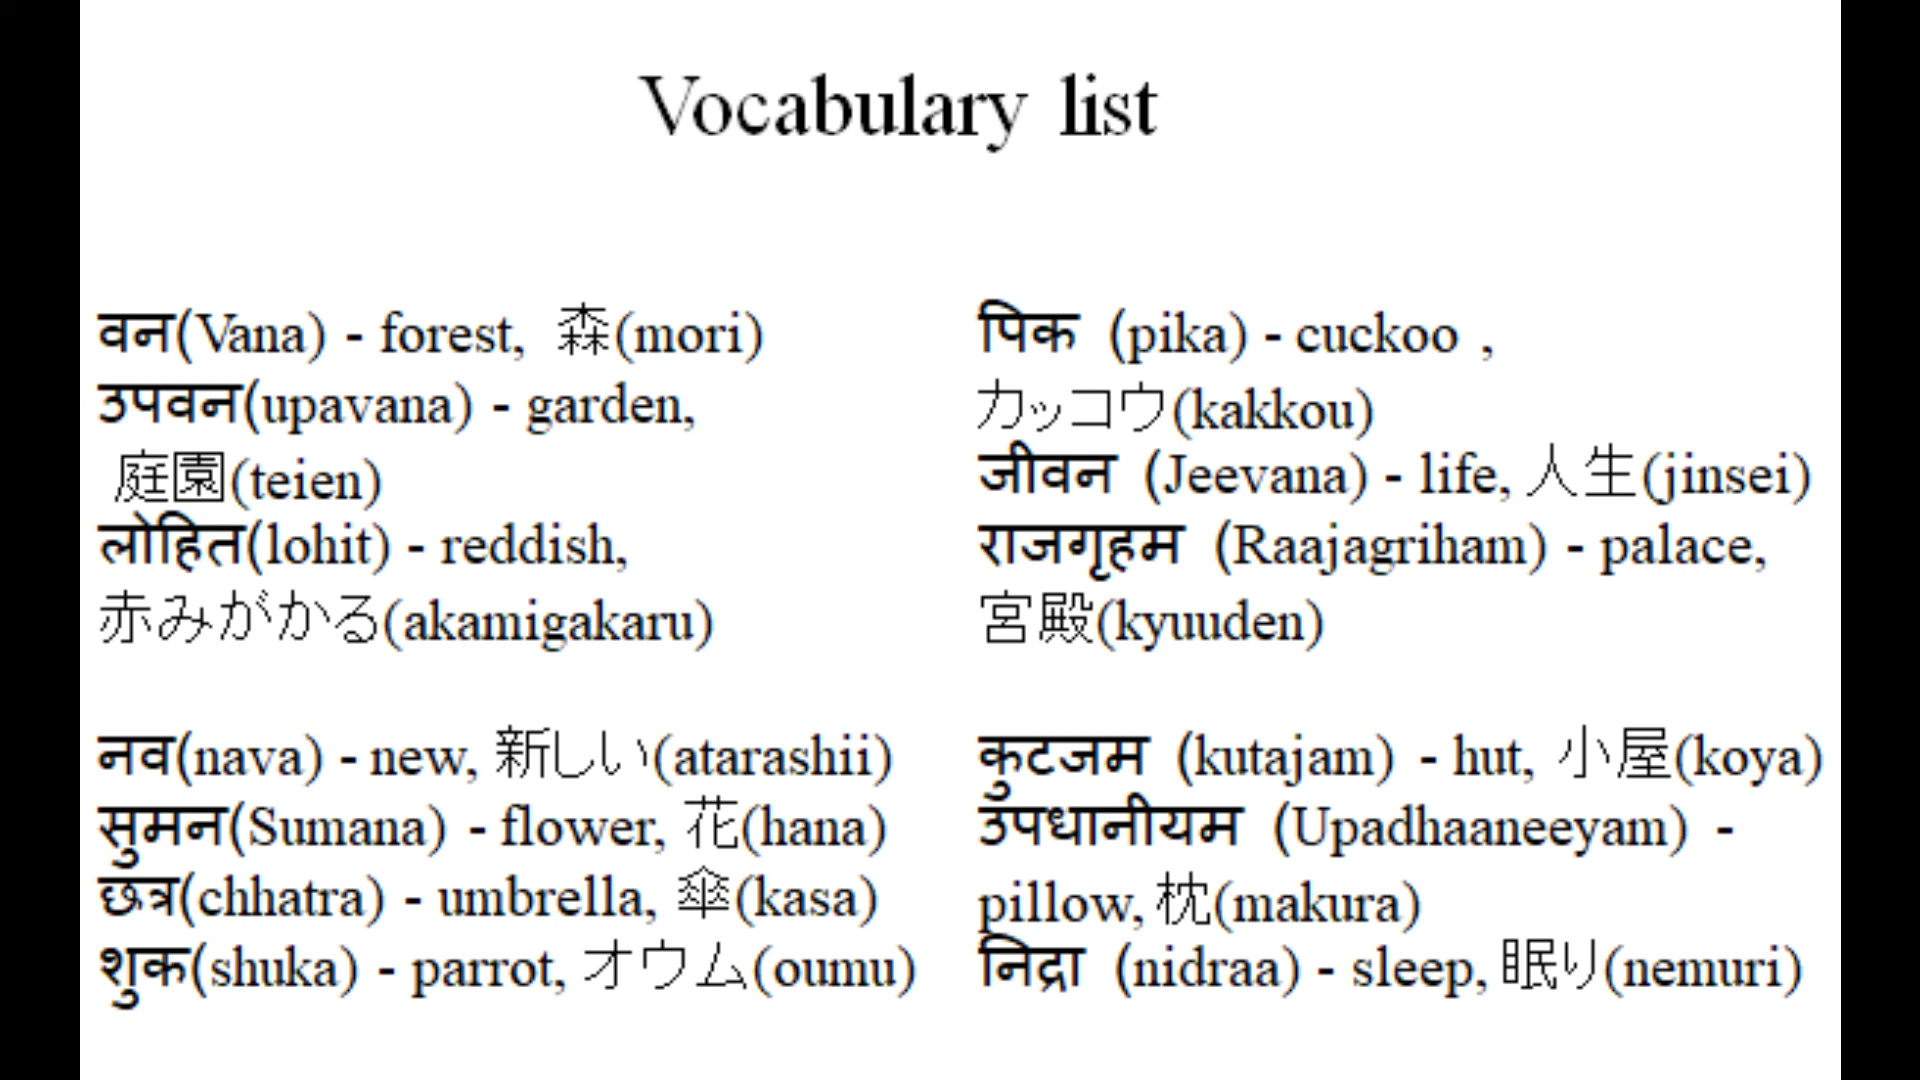 Vocabulary list
वन(Vana) - forest, 森(mori)
उपवन(upavana) - garden,
庭園(teien)
लोहित(lohit) - reddish,
赤みがかる(akamigakaru)
नव(nava) - new, 新しい(atarashii)
सुमन(Sumana) - flower, 花(hana)
छत्र(chhatra) - umbrella, 傘(kasa)
शुक(shuka) - parrot, オウム(oumu)
पिक (pika) - cuckoo ,
カッコウ(kakkou)
जीवन (Jeevana) - life, 人生(jinsei)
राजगृहम (Raajagriham) - palace,
宮殿(kyuuden)
कुटजम (kutajam) - hut, 小屋(koya)
उपधानीयम (Upadhaaneeyam) -
pillow, 枕(makura)
निद्रा (nidraa) - sleep, 眠り(nemuri)